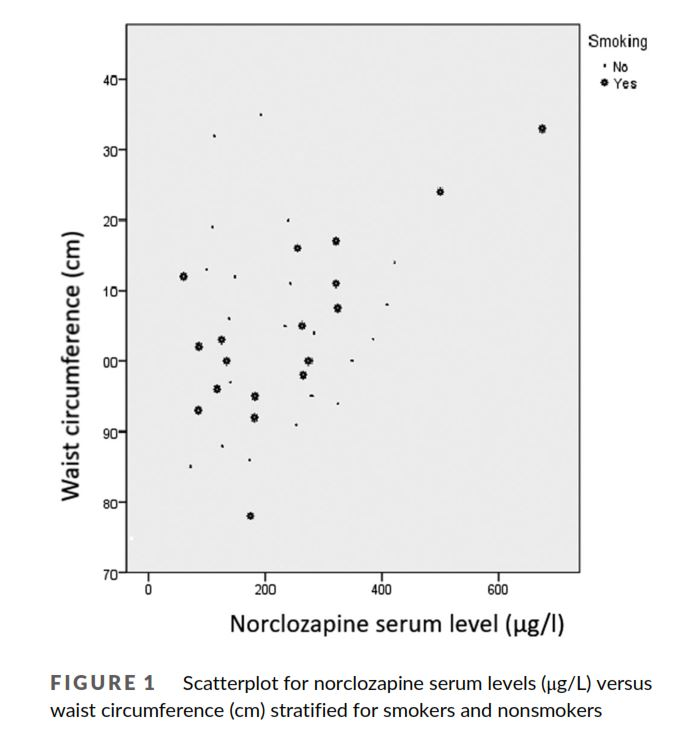 Smoking
No
Yes
40
30
20
10
00
90
80
70
Waist circumference (cm)
0 200 400 600
Norclozapine serum level (µg/l)
FIGURE 1 Scatterplot for norclozapine serum levels (µg/L) versus
waist circumference (cm) stratified for smokers and nonsmokers